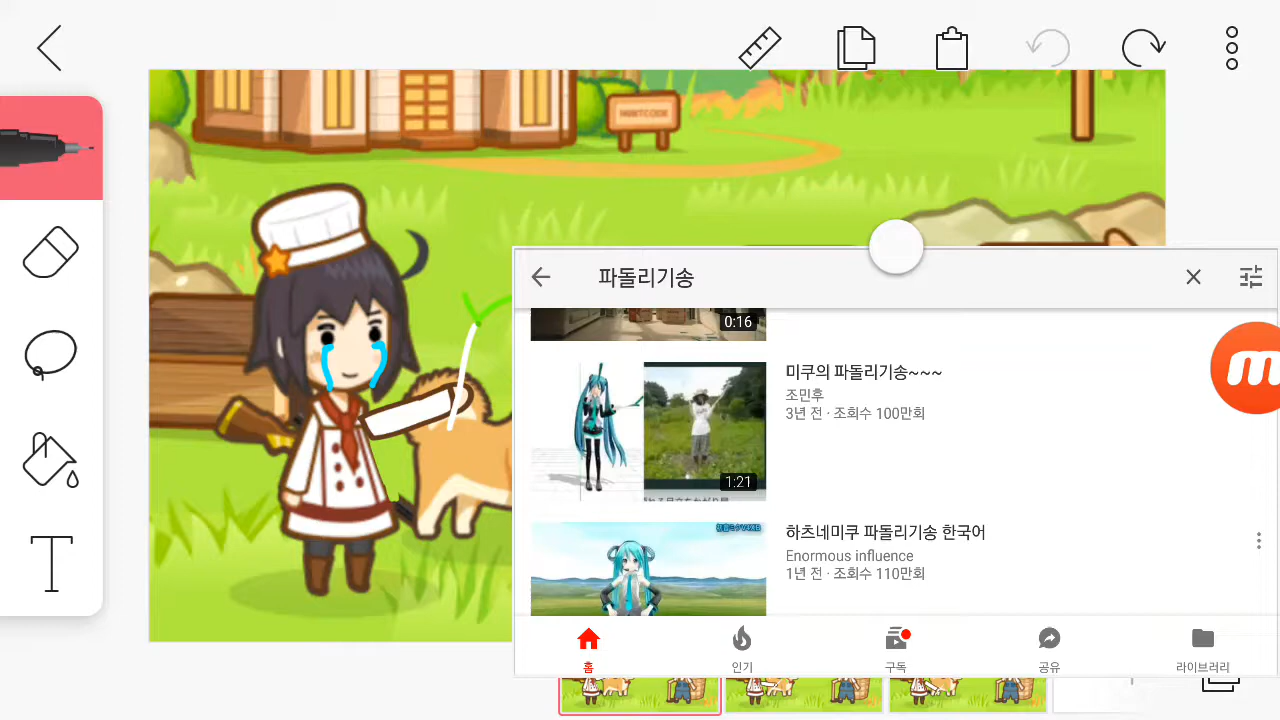 파돌리기송
0:16
미쿠의 파돌리기송~~~
조민후
3년 전 · 조회수 100만회
1:21
하츠네미쿠 파돌리기송 한국어
Enormous influence
1년 전 · 조회수 110만회
홈
인기
구독
공유
라이브러리